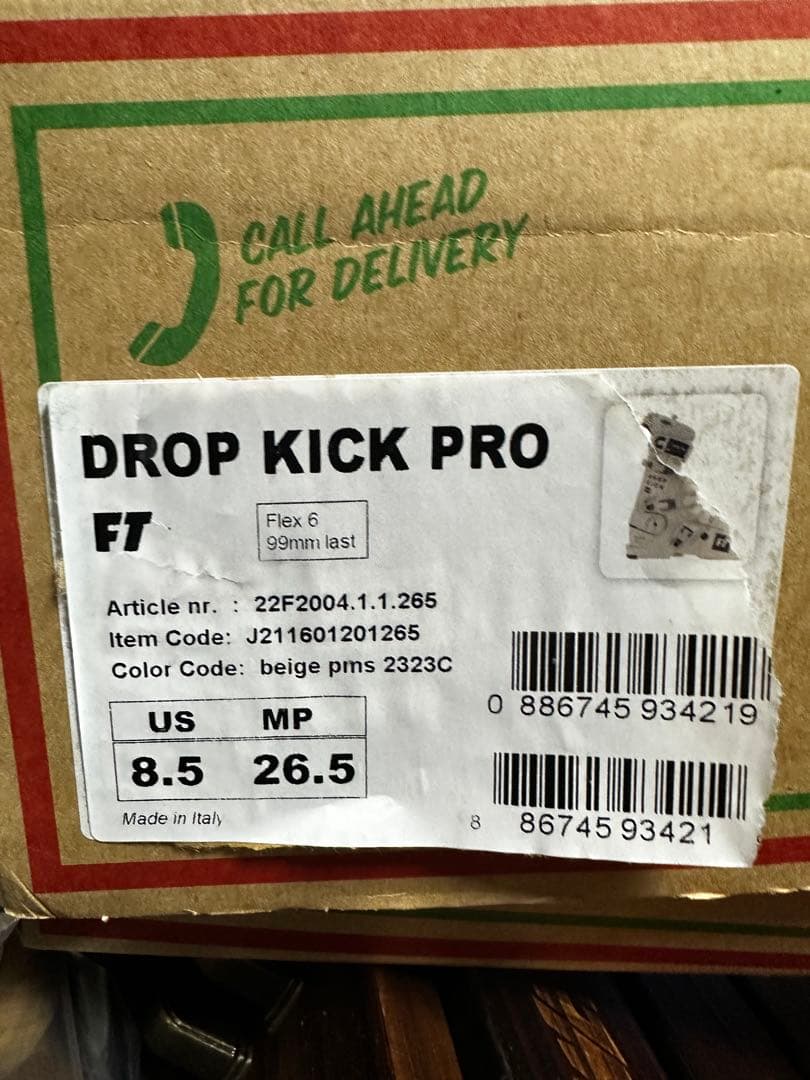 CALL AHEAD
FOR DELIVERY
DROP KICK PRO
FT
Flex 6
99mm last
Article nr. : 22F2004.1.1.265
Item Code: J211601201265
Color Code: beige pms 2323C
US MP
8.5 26.5
Made in Italy
0 886745 934219
8 86745 93421